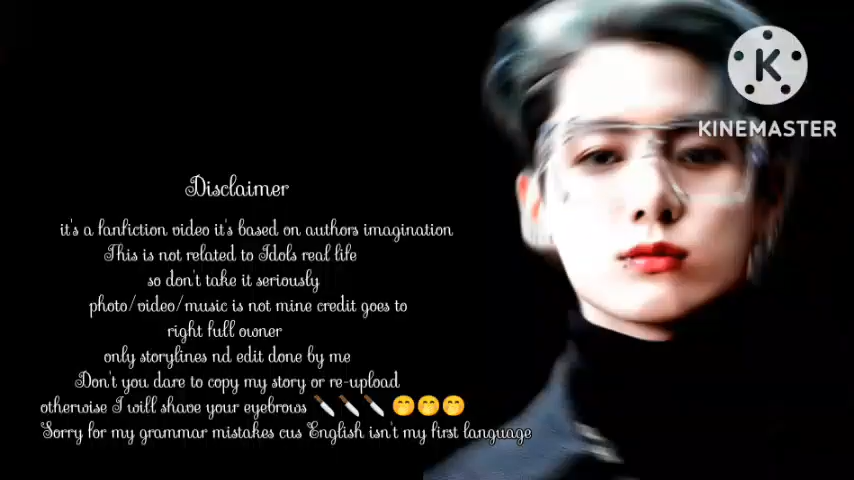 Disclaimer
it's a fanfiction video it's based on authors imagination
This is not related to Idols real life
so don't take it seriously
photo/video/music is not mine credit goes to
right full owner
only storylines nd edit done by me
Don't you dare to copy my story or re-upload
otherwise I will shave your eyebrows 🔪🔪🔪 🤭🤭🤭
Sorry for my grammar mistakes cus English isn't my first language
K
KINEMASTER